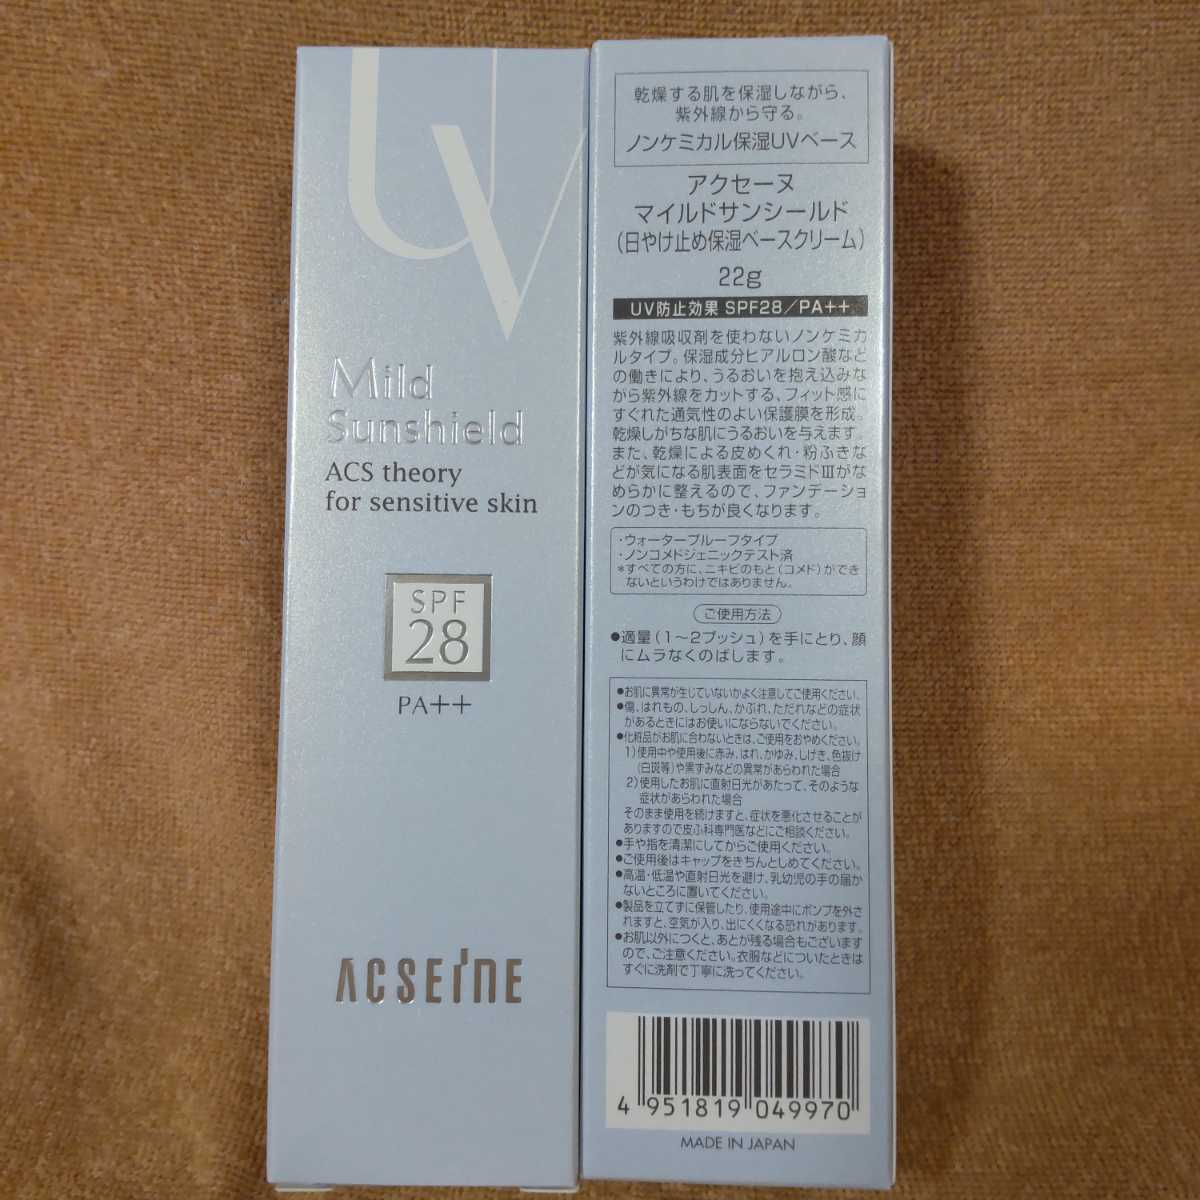 UV
Mild
Sunshield
ACS theory
for sensitive skin
SPF
28
PA++
ACSEINE
乾燥する肌を保湿しながら、
紫外線から守る。
ノンケミカル保湿UVベース
アクセーヌ
マイルドサンシールド
(日やけ止め保湿ベースクリーム)
22g
UV防止効果 SPF28/PA++
紫外線吸収剤を使わないノンケミカ
ルタイプ。保湿成分ヒアルロン酸など
の働きにより、うるおいを抱え込みな
がら紫外線をカットする、フィット感に
すぐれた通気性のよい保護膜を形成。
乾燥しがちな肌にうるおいを与えます。
また、乾燥による皮めくれ・粉ふきな
どが気になる肌表面をセラミドⅢがな
めらかに整えるので、ファンデーショ
ンのつき・もちが良くなります。
・ウォータープルーフタイプ
・ノンコメドジェニックテスト済
*すべての方に、ニキビのもと(コメド)ができ
ないというわけではありません。
ご使用方法
●適量(1〜2プッシュ)を手にとり、顔
にムラなくのばします。
●お肌に異常が生じていないかよく注意してご使用ください。
●傷、はれもの、しっしん、かぶれ、ただれなどの症状
があるときにはお使いにならないでください。
●化粧品がお肌に合わないときは、ご使用をおやめください。
1)使用中や使用後に赤み、はれ、かゆみ、しげき、色抜け
(白斑等)や黒ずみなどの異常があらわれた場合
2)使用したお肌に直射日光があたって、そのような
症状があらわれた場合
そのまま使用を続けますと、症状を悪化させることが
ありますので皮ふ科専門医などにご相談ください。
●手や指を清潔にしてからご使用ください。
●ご使用後はキャップをきちんとしめてください。
●高温・低温や直射日光を避け、乳幼児の手の届か
ないところに置いてください。
●製品を立てずに保管したり、使用途中にポンプを外さ
れますと、空気が入り、出にくくなる恐れがあります。
●お肌以外につくと、あとが残る場合もございます
ので、ご注意ください。衣服などについたときは
すぐに洗剤で丁寧に洗ってください。
4 951819 049970
MADE IN JAPAN